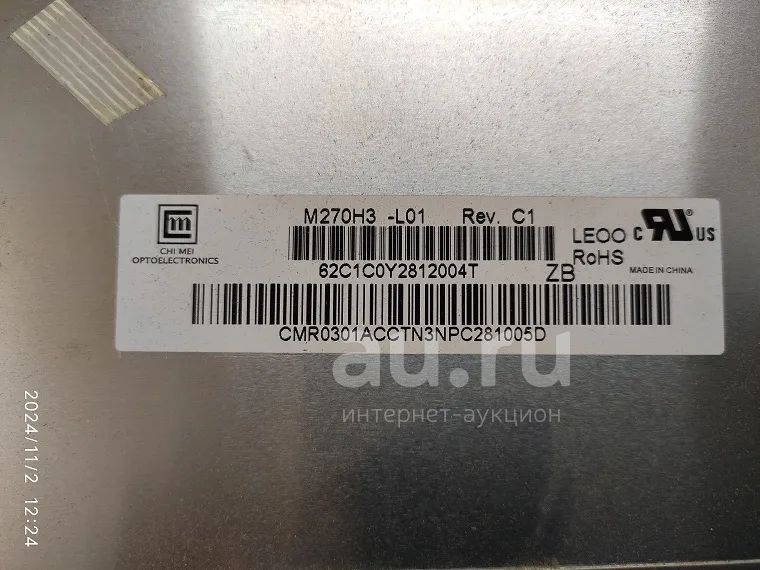 M270H3 -L01 Rev. C1
CHI MEI
OPTOELECTRONICS
62C1C0Y2812004T
LEOO
RoHS
ZB
C RU ® US
MADE IN CHINA
CMR0301ACCTN3NPC281005D
au.ru
интернет-аукцион
2024/11/2 12:24